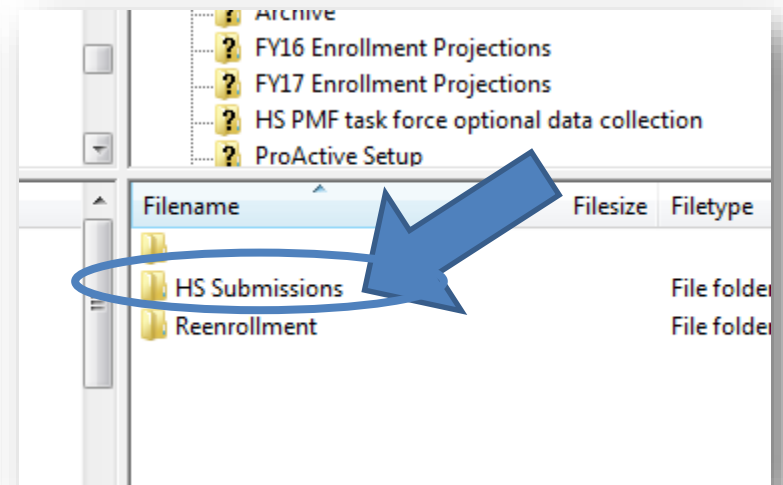 Archive
FY16 Enrollment Projections
FY17 Enrollment Projections
HS PMF task force optional data collection
ProActive Setup
Filename Filesize Filetype
HS Submissions File folder
Reenrollment File folder